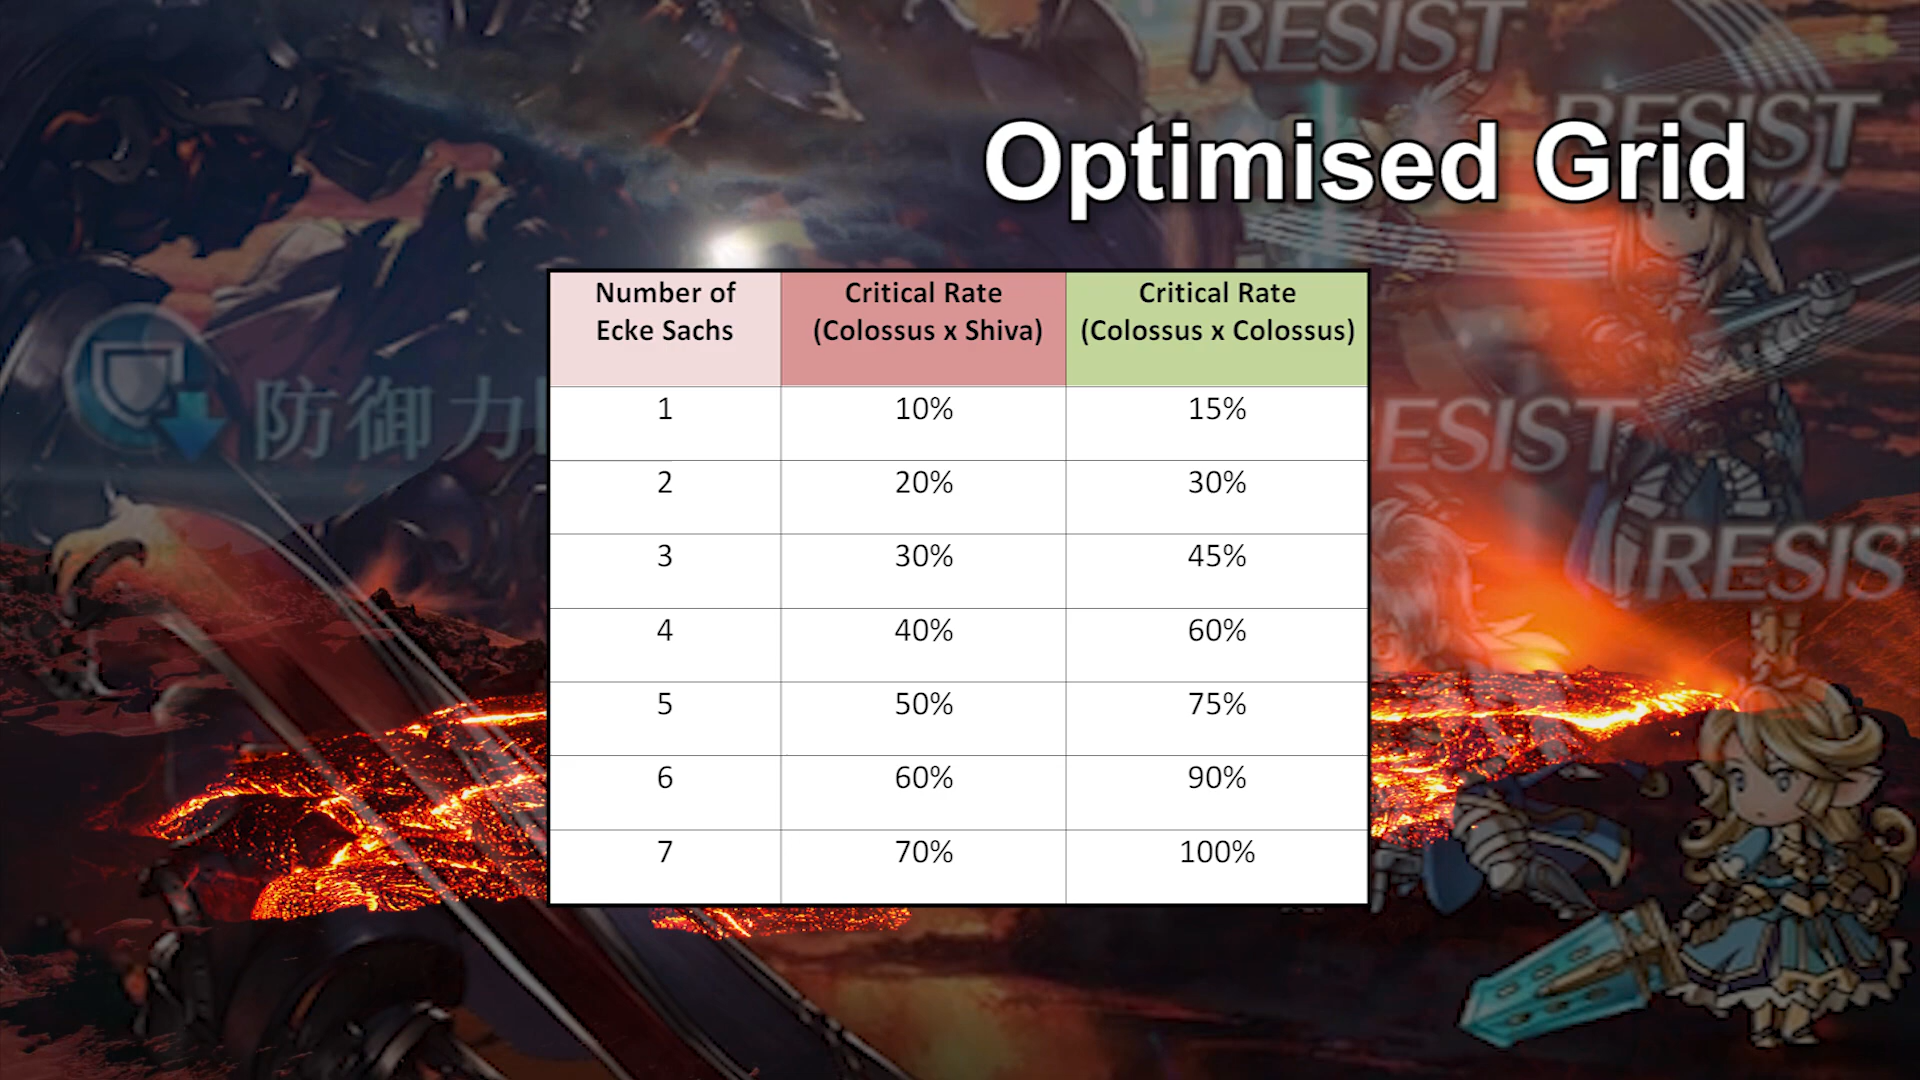 RESIST
RESIST
Optimised Grid
Number of
Ecke Sachs
Critical Rate
(Colossus x Shiva)
Critical Rate
(Colossus x Colossus)
1 10% 15%
2 20% 30%
3 30% 45%
4 40% 60%
5 50% 75%
6 60% 90%
7 70% 100%
防御力
ESIST
RESIS